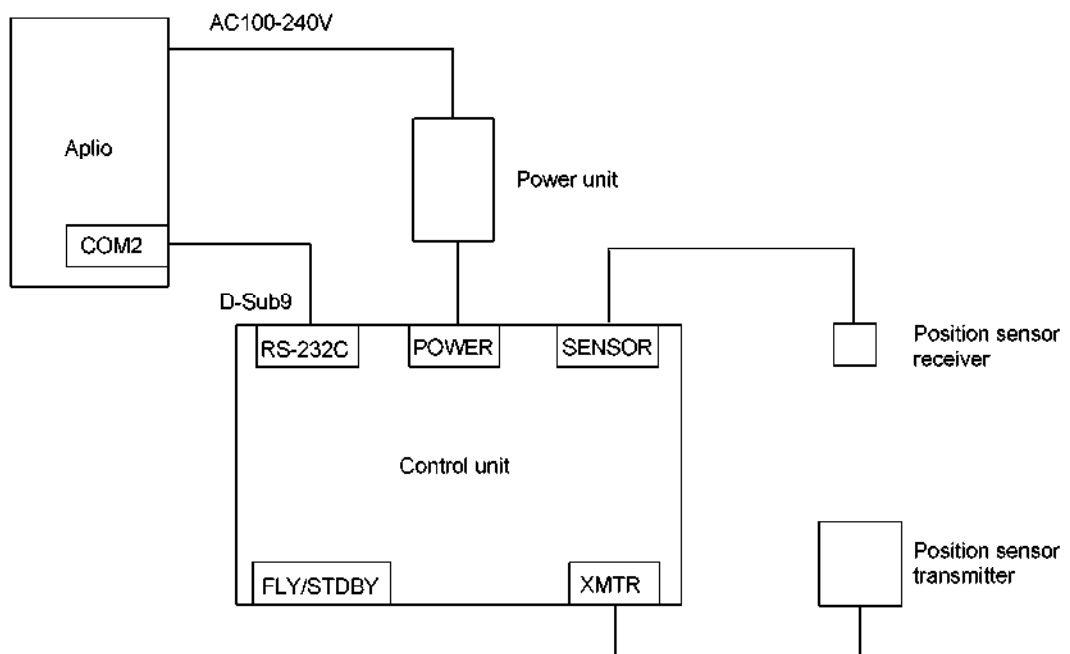 AC100-240V
Aplio
Power unit
COM2
D-Sub9
RS-232C
POWER
SENSOR
Position sensor
receiver
Control unit
Position sensor
transmitter
FLY/STDBY
XMTR